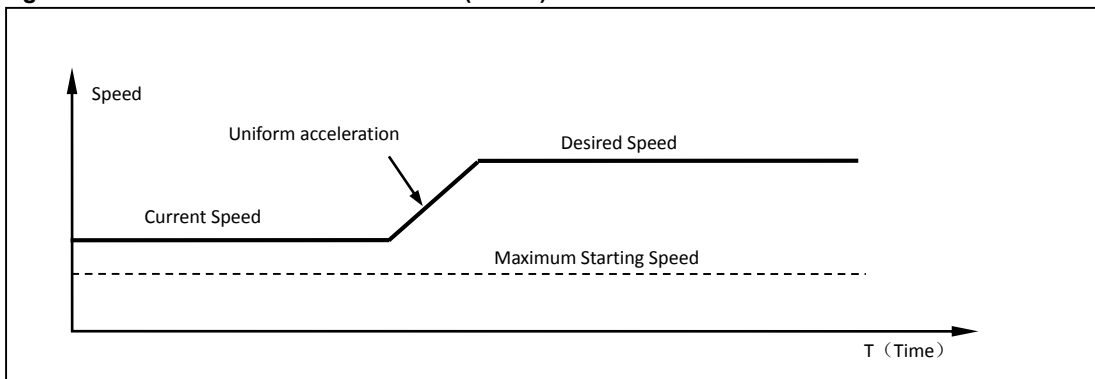 Speed
Uniform acceleration
Desired Speed
Current Speed
Maximum Starting Speed
T（Time）